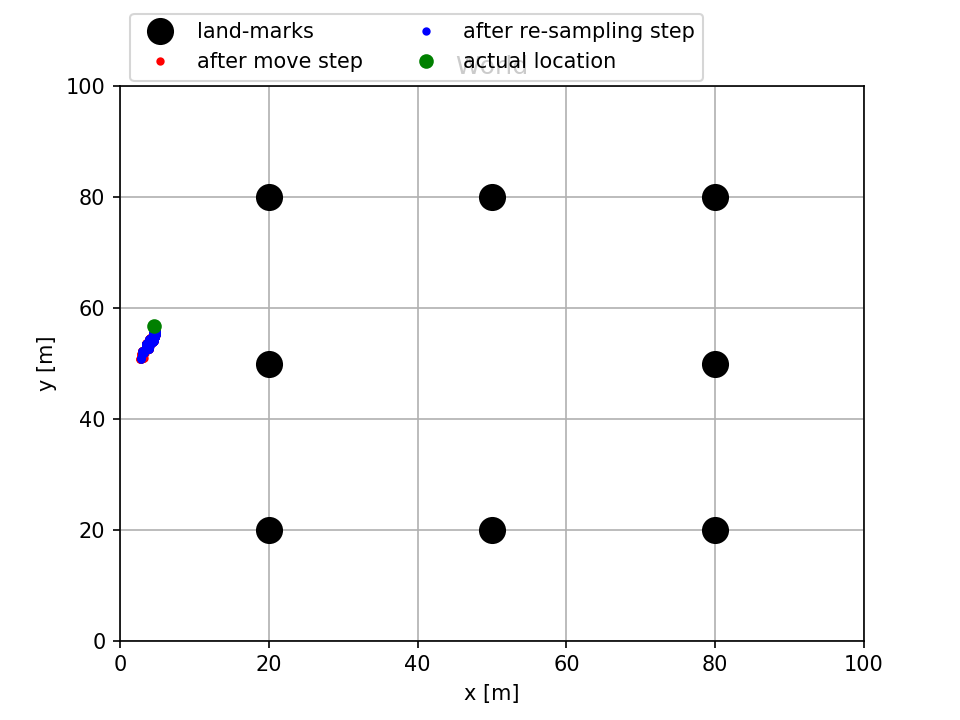 land-marks
after move step
after re-sampling step
actual location
World
100
80
60
40
20
0
y [m]
0 20 40 60 80 100
x [m]